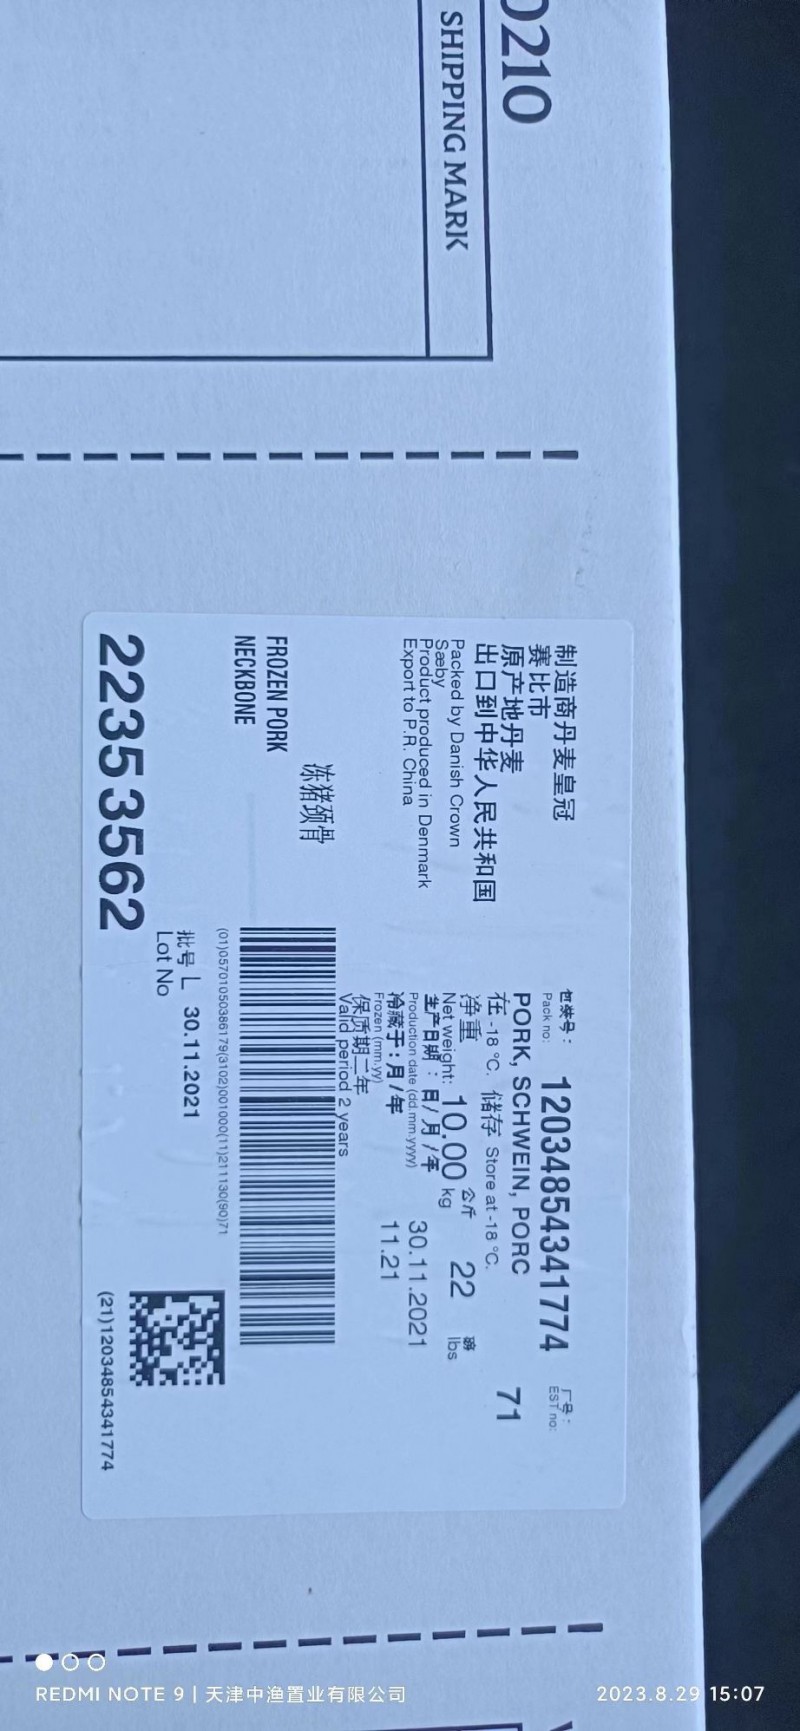 0210
SHIPPING MARK
制造商丹麦皇冠
赛比市
原产地丹麦
出口到中华人民共和国
Packed by Danish Crown
Sæby
Product produced in Denmark
Export to P.R. China
冻猪颈骨
FROZEN PORK
NECKBONE
22353562
包装号：
Pack no:
12034854341774
厂号：
EST no:
71
PORK, SCHWEIN, PORC
在 -18 °C. 储存 Store at -18 °C.
净重
Net weight: 10.00 公斤 kg 22 磅 lbs
生产日期：日/月/年
Production date (dd.mm.yyyy) 30.11.2021
冷藏于：月/年
Frozen (mm.yy) 11.21
保质期二年
Valid period 2 years
(01)05701050386179(3102)001000(11)211130(90)71
批号 L 30.11.2021
Lot No
(21)12034854341774
REDMI NOTE 9 | 天津中渔置业有限公司
2023.8.29 15:07